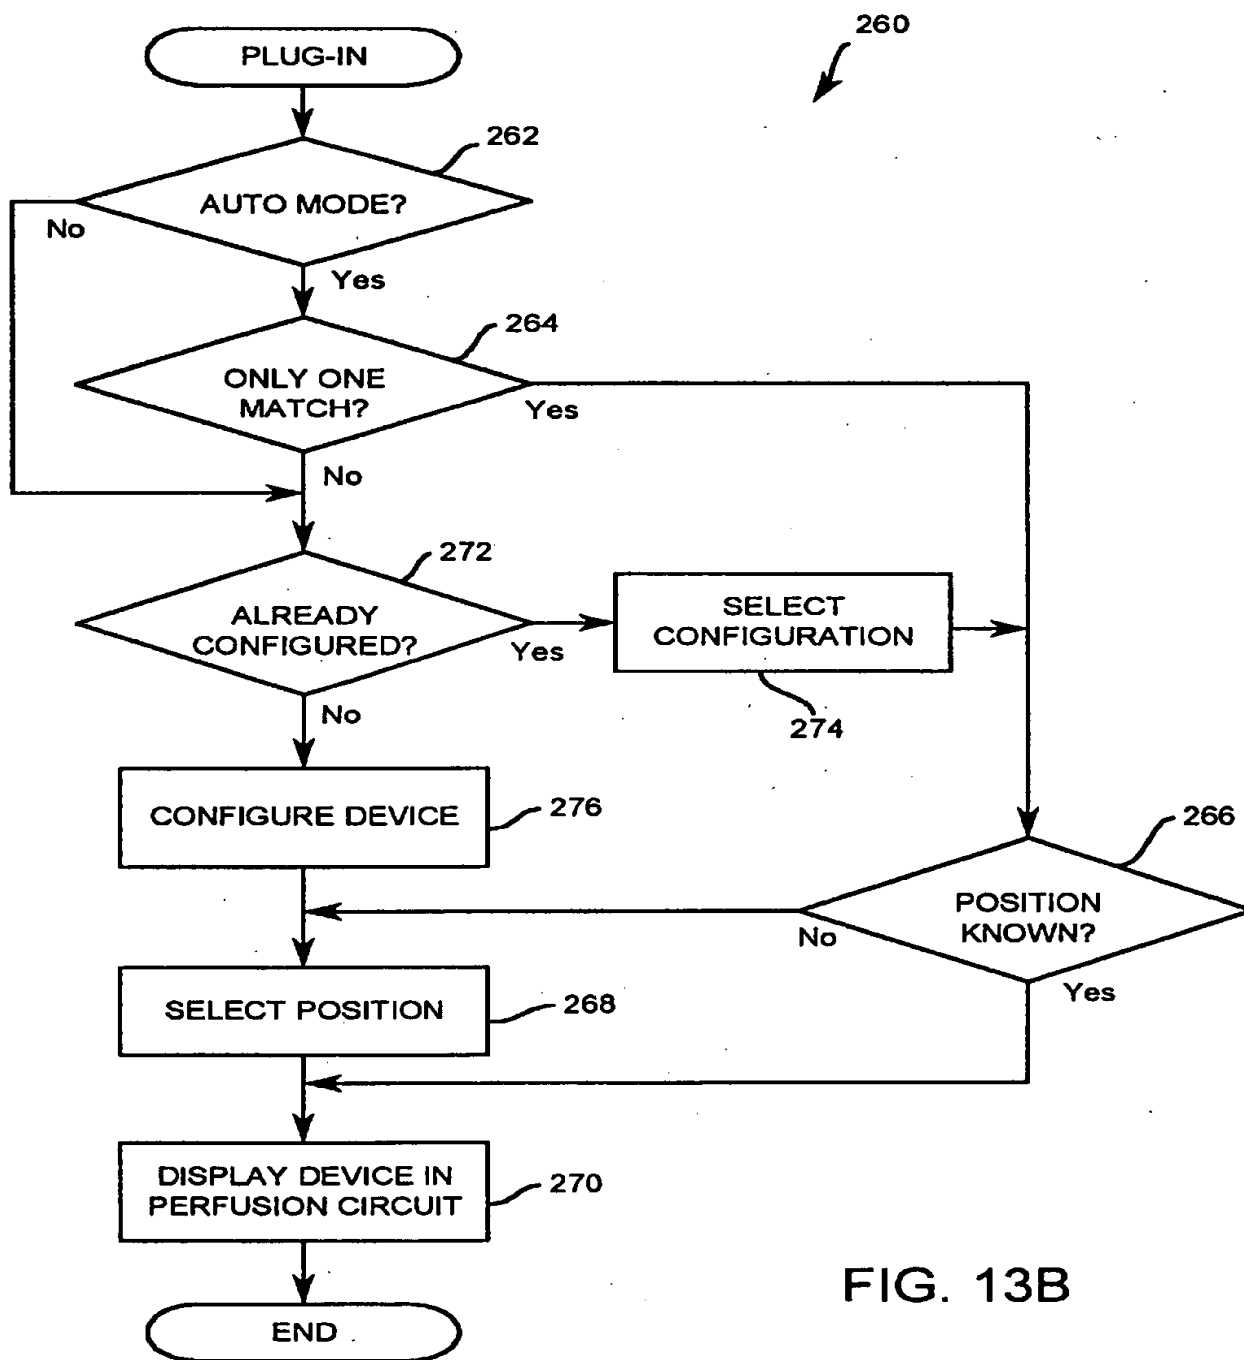 260
PLUG-IN
262
AUTO MODE?
No
Yes
264
ONLY ONE
MATCH?
Yes
No
272
ALREADY
CONFIGURED?
Yes
SELECT
CONFIGURATION
274
No
CONFIGURE DEVICE
276
266
POSITION
KNOWN?
No
Yes
SELECT POSITION
268
DISPLAY DEVICE IN
PERFUSION CIRCUIT
270
FIG. 13B
END